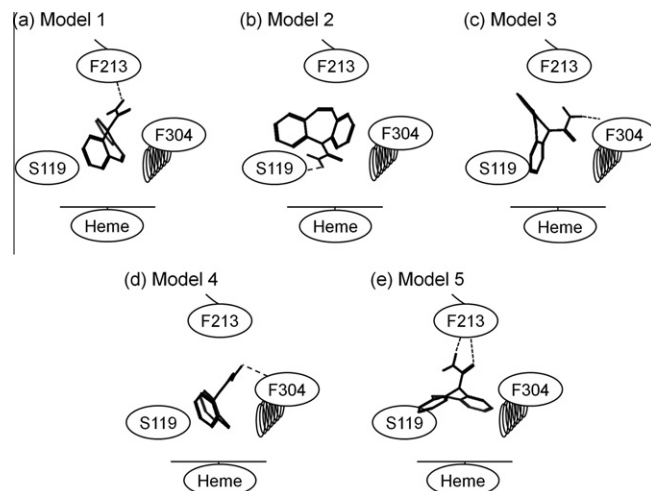 (a) Model 1
F213
F304
S119
Heme
(b) Model 2
F213
F304
S119
Heme
(c) Model 3
F213
F304
S119
Heme
(d) Model 4
F213
F304
S119
Heme
(e) Model 5
F213
F304
S119
Heme